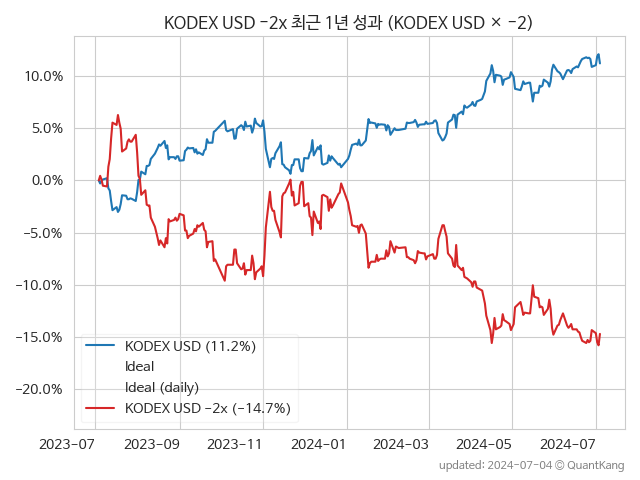 KODEX USD −2x 최근 1년 성과 (KODEX USD × −2)
10.0%
5.0%
0.0%
−5.0%
−10.0%
−15.0%
−20.0%
KODEX USD (11.2%)
Ideal
Ideal (daily)
KODEX USD −2x (−14.7%)
2023-07 2023-09 2023-11 2024-01 2024-03 2024-05 2024-07
updated: 2024-07-04 © QuantKang